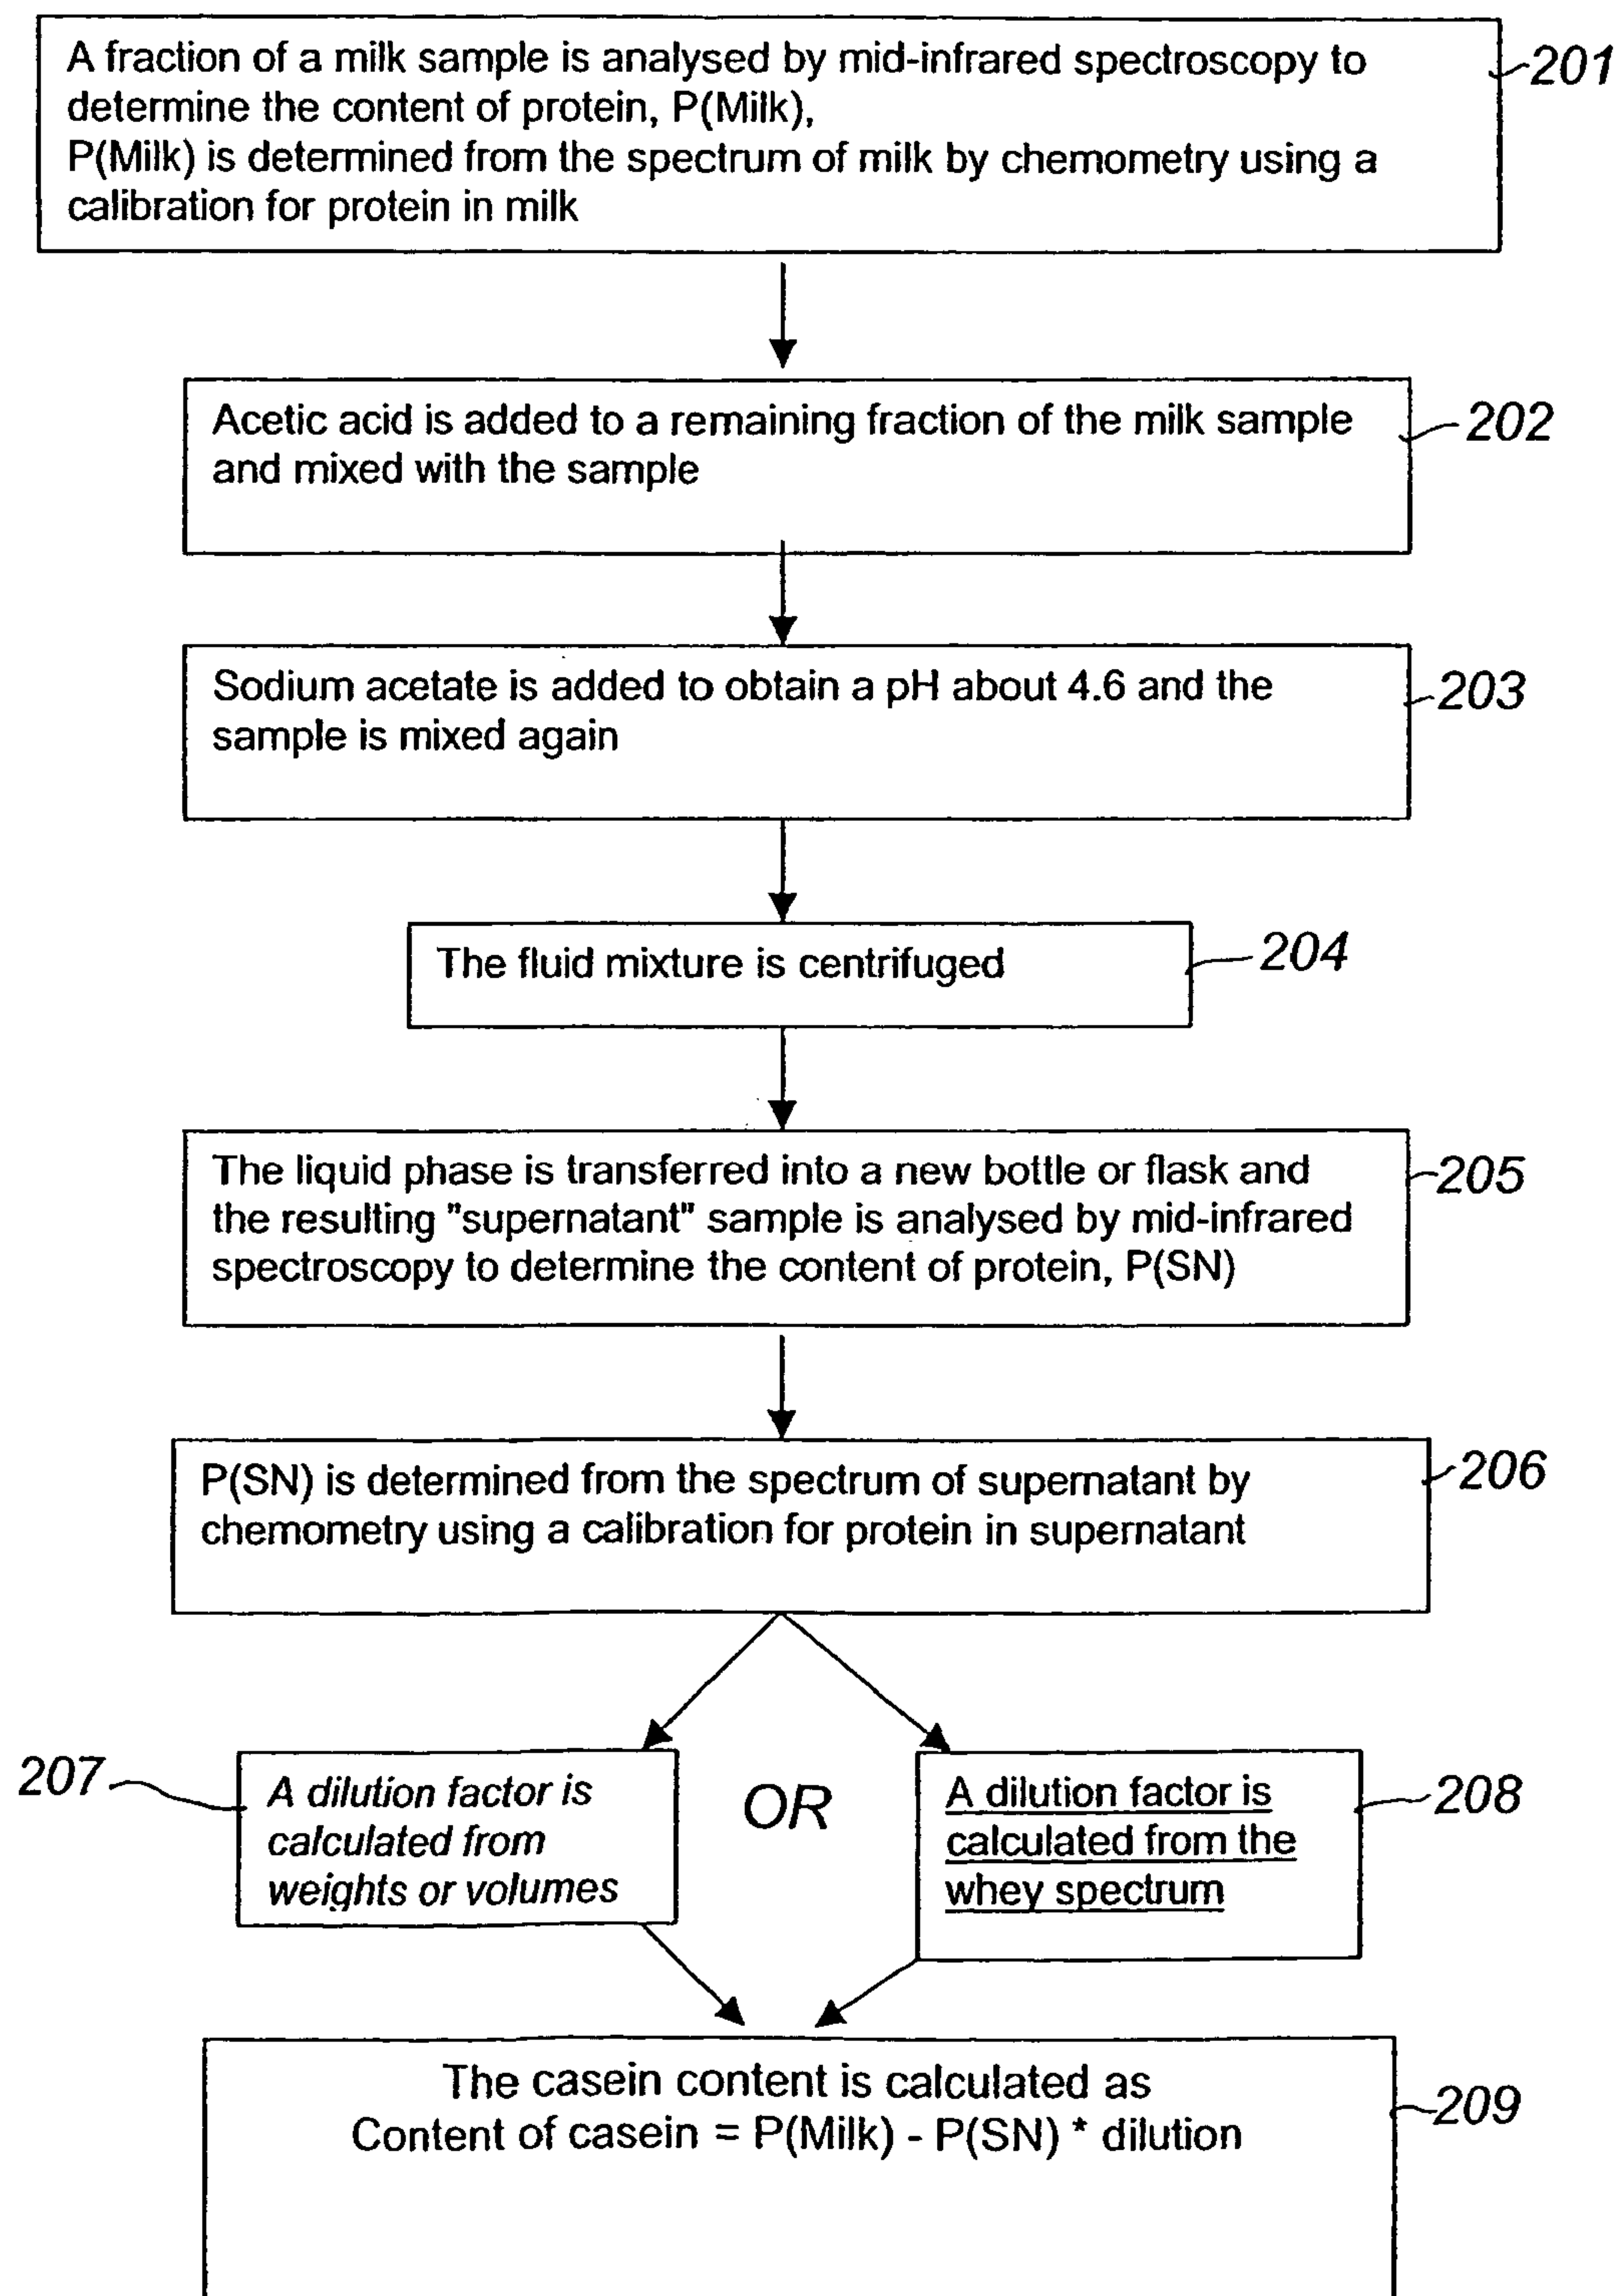 A fraction of a milk sample is analysed by mid-infrared spectroscopy to
determine the content of protein, P(Milk),
P(Milk) is determined from the spectrum of milk by chemometry using a
calibration for protein in milk
201
Acetic acid is added to a remaining fraction of the milk sample
and mixed with the sample
202
Sodium acetate is added to obtain a pH about 4.6 and the
sample is mixed again
203
The fluid mixture is centrifuged
204
The liquid phase is transferred into a new bottle or flask and
the resulting "supernatant" sample is analysed by mid-infrared
spectroscopy to determine the content of protein, P(SN)
205
P(SN) is determined from the spectrum of supernatant by
chemometry using a calibration for protein in supernatant
206
207
A dilution factor is
calculated from
weights or volumes
OR
A dilution factor is
calculated from the
whey spectrum
208
The casein content is calculated as
Content of casein = P(Milk) - P(SN) * dilution
209